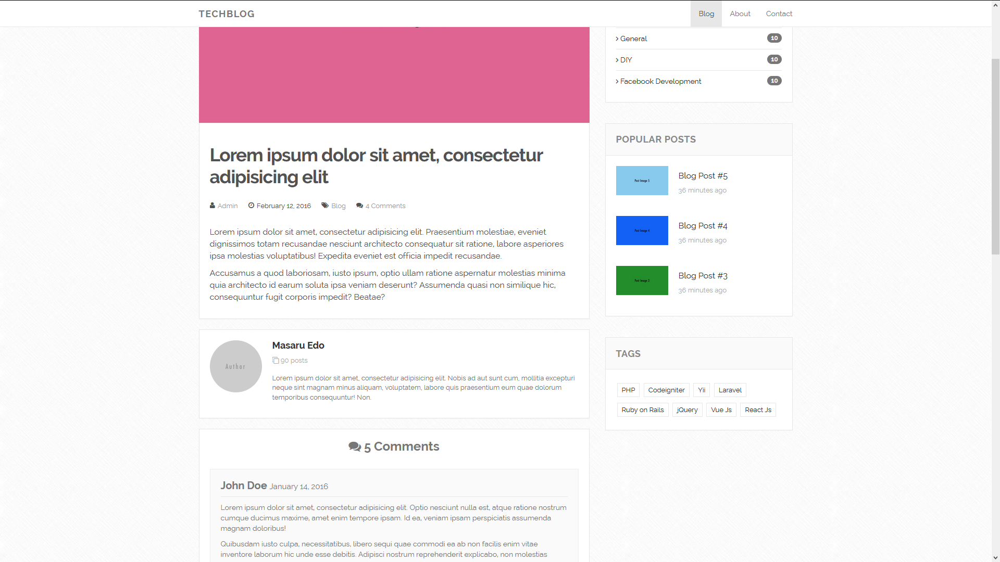 TECHBLOG
Blog
About
Contact
Lorem ipsum dolor sit amet, consectetur
adipisicing elit
Admin
February 12, 2016
Blog
4 Comments
Lorem ipsum dolor sit amet, consectetur adipisicing elit. Praesentium molestiae, eveniet
dignissimos totam recusandae nesciunt architecto consequatur sit ratione, labore asperiores
ipsa molestias voluptatibus! Expedita eveniet est officia impedit recusandae.
Accusamus a quod laboriosam, iusto ipsum, optio ullam ratione aspernatur molestias minima
quia architecto id earum soluta ipsa veniam deserunt? Assumenda quasi non similique hic,
consequuntur fugit corporis impedit? Beatae?
Author
Masaru Edo
90 posts
Lorem ipsum dolor sit amet, consectetur adipisicing elit. Nobis ad aut sunt cum, mollitia excepturi
neque sint magnam minus aliquam, voluptatem, labore quis praesentium eum quae dolorum
temporibus consequuntur! Non.
5 Comments
John Doe January 14, 2016
Lorem ipsum dolor sit amet, consectetur adipisicing elit. Optio nesciunt nulla est, atque ratione nostrum
cumque ducimus maxime, amet enim tempore ipsam. Id ea, veniam ipsam perspiciatis assumenda
magnam doloribus!
Quibusdam iusto culpa, necessitatibus, libero sequi quae commodi ea ab non facilis enim vitae
inventore laborum hic unde esse debitis. Adipisci nostrum reprehenderit explicabo, non molestias
General 10
DIY 10
Facebook Development 10
POPULAR POSTS
Post Image 5
Blog Post #5
36 minutes ago
Post Image 4
Blog Post #4
36 minutes ago
Post Image 3
Blog Post #3
36 minutes ago
TAGS
PHP Codeigniter Yii Laravel
Ruby on Rails jQuery Vue Js React Js